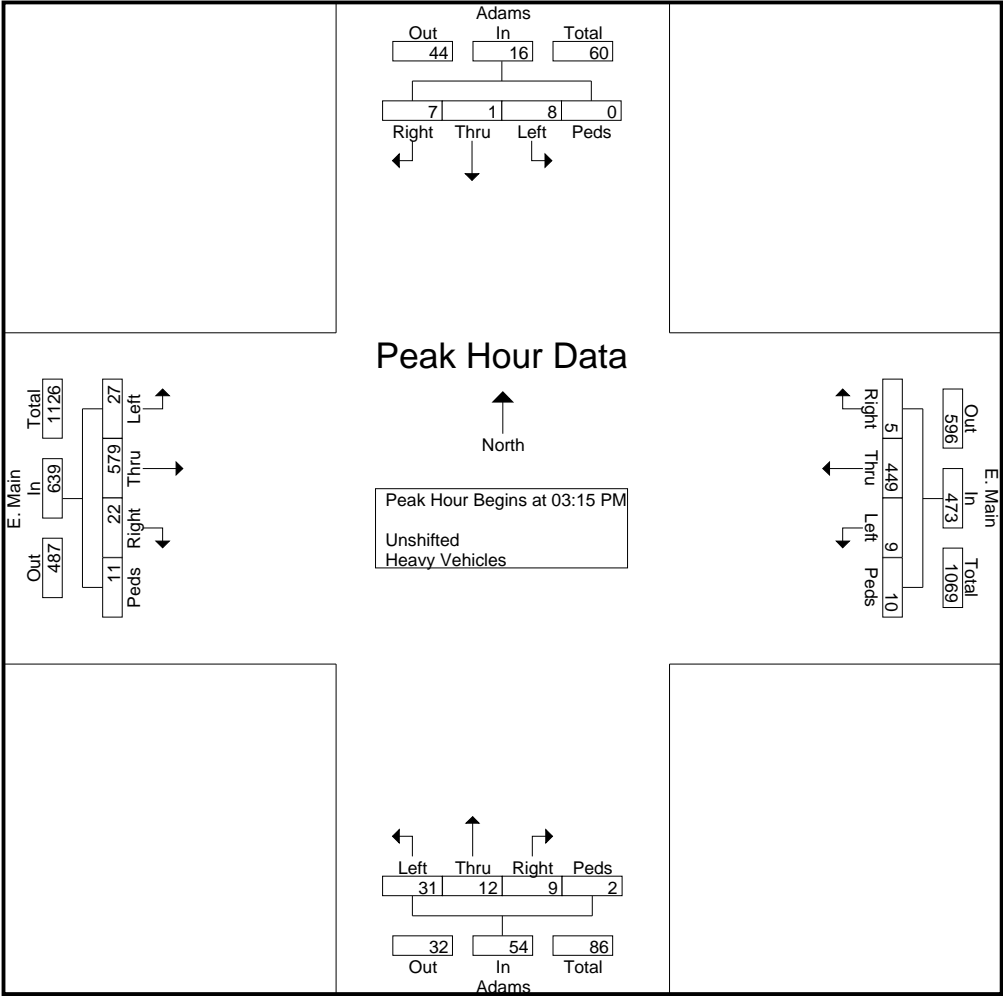 Adams
Out In Total
44 16 60
7 1 8 0
Right Thru Left Peds
Peak Hour Data
North
Peak Hour Begins at 03:15 PM
Unshifted
Heavy Vehicles
E. Main
Out In Total
487 639 1126
27 579 22 11
Left Thru Right Peds
E. Main
Out In Total
596 473 1069
5 449 9 10
Right Thru Left Peds
Left Thru Right Peds
31 12 9 2
32 54 86
Out In Total
Adams